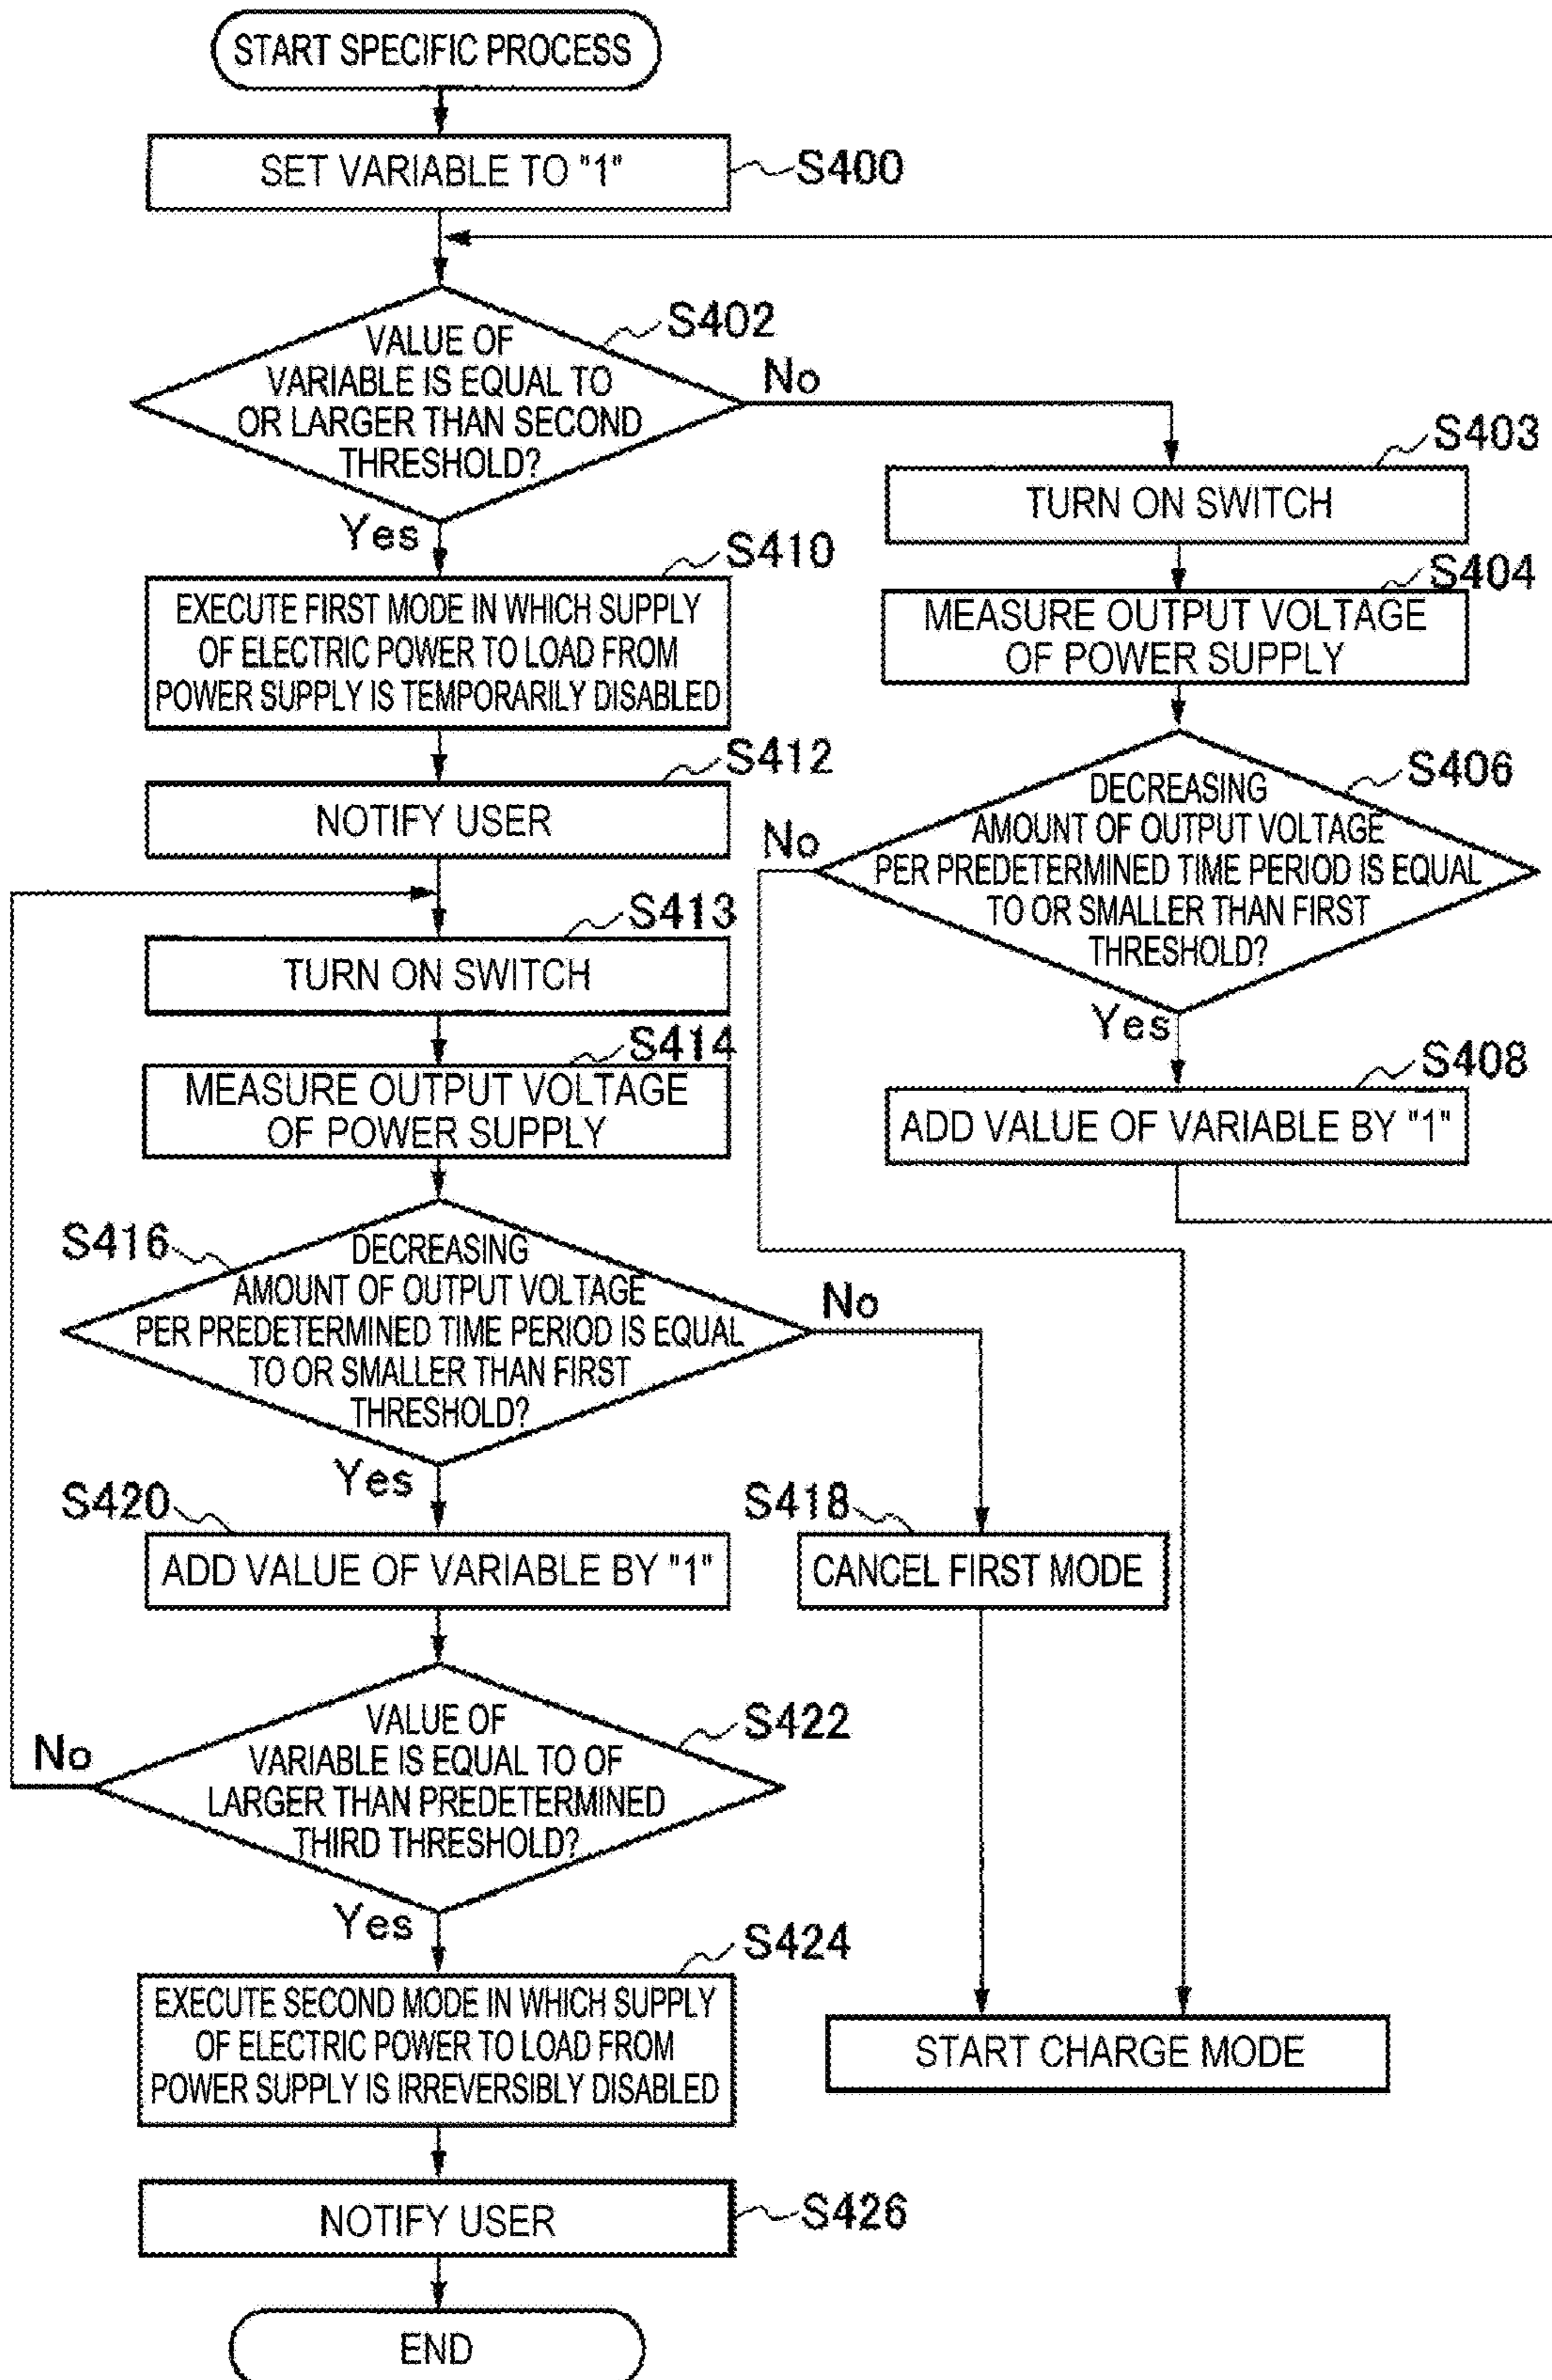 START SPECIFIC PROCESS
SET VARIABLE TO "1"
S400
VALUE OF
VARIABLE IS EQUAL TO
OR LARGER THAN SECOND
THRESHOLD?
S402
No
Yes
S403
TURN ON SWITCH
S404
MEASURE OUTPUT VOLTAGE
OF POWER SUPPLY
S406
DECREASING
AMOUNT OF OUTPUT VOLTAGE
PER PREDETERMINED TIME PERIOD IS EQUAL
TO OR SMALLER THAN FIRST
THRESHOLD?
No
Yes
S408
ADD VALUE OF VARIABLE BY "1"
S410
EXECUTE FIRST MODE IN WHICH SUPPLY
OF ELECTRIC POWER TO LOAD FROM
POWER SUPPLY IS TEMPORARILY DISABLED
S412
NOTIFY USER
S413
TURN ON SWITCH
S414
MEASURE OUTPUT VOLTAGE
OF POWER SUPPLY
S416
DECREASING
AMOUNT OF OUTPUT VOLTAGE
PER PREDETERMINED TIME PERIOD IS EQUAL
TO OR SMALLER THAN FIRST
THRESHOLD?
No
Yes
S418
CANCEL FIRST MODE
S420
ADD VALUE OF VARIABLE BY "1"
S422
VALUE OF
VARIABLE IS EQUAL TO OF
LARGER THAN PREDETERMINED
THIRD THRESHOLD?
No
Yes
S424
EXECUTE SECOND MODE IN WHICH SUPPLY
OF ELECTRIC POWER TO LOAD FROM
POWER SUPPLY IS IRREVERSIBLY DISABLED
START CHARGE MODE
NOTIFY USER
S426
END